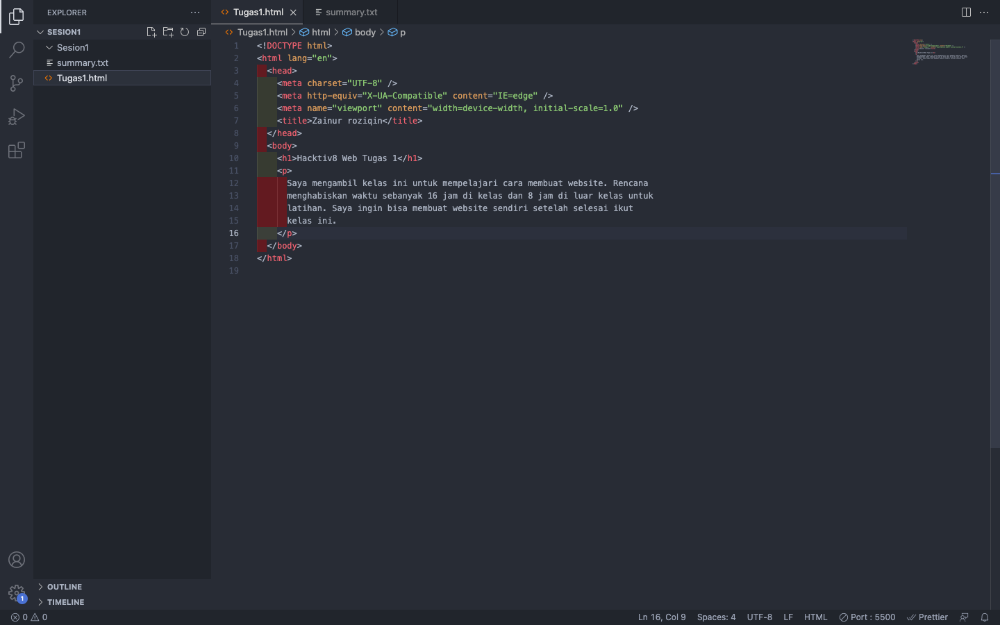 EXPLORER
SESION1
Sesion1
summary.txt
Tugas1.html
OUTLINE
TIMELINE
Tugas1.html
summary.txt
Tugas1.html > html > body > p
1 <!DOCTYPE html>
2 <html lang="en">
3 <head>
4 <meta charset="UTF-8" />
5 <meta http-equiv="X-UA-Compatible" content="IE=edge" />
6 <meta name="viewport" content="width=device-width, initial-scale=1.0" />
7 <title>Zainur roziqin</title>
8 </head>
9 <body>
10 <h1>Hacktiv8 Web Tugas 1</h1>
11 <p>
12 Saya mengambil kelas ini untuk mempelajari cara membuat website. Rencana
13 menghabiskan waktu sebanyak 16 jam di kelas dan 8 jam di luar kelas untuk
14 latihan. Saya ingin bisa membuat website sendiri setelah selesai ikut
15 kelas ini.
16 </p>
17 </body>
18 </html>
19
1
0 0
Ln 16, Col 9 Spaces: 4 UTF-8 LF HTML Port : 5500 Prettier